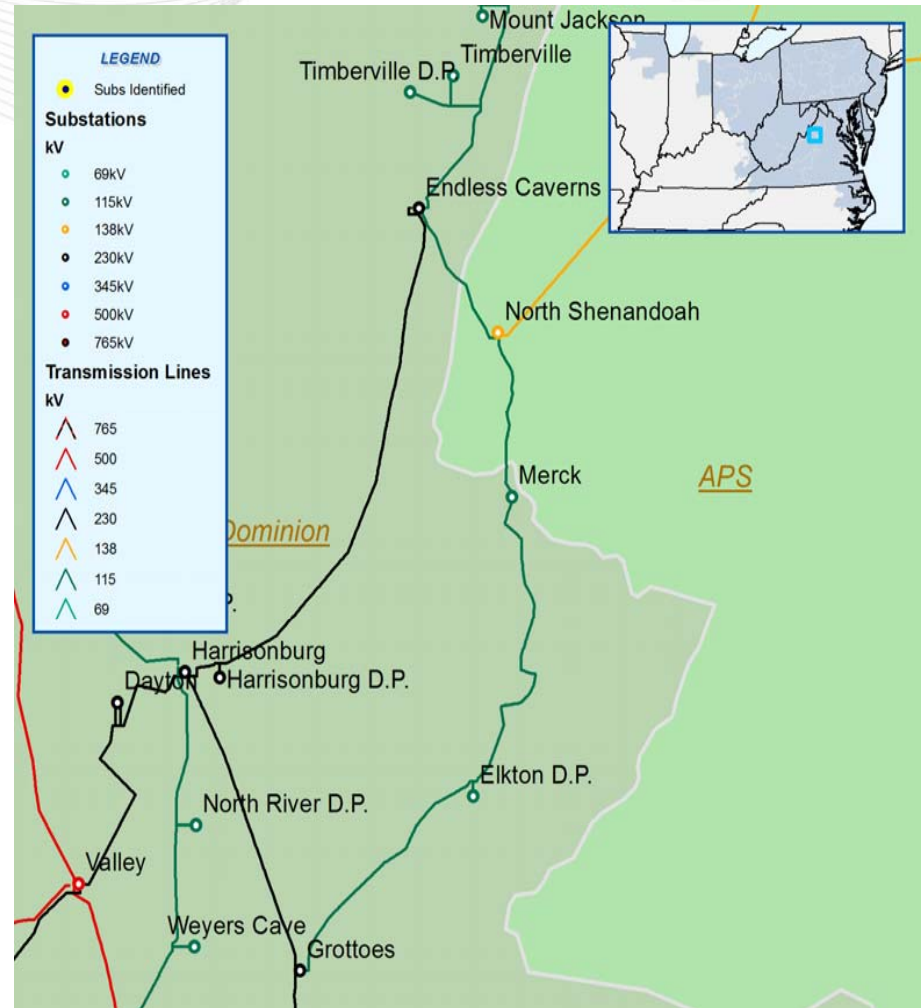 LEGEND
Subs Identified
Substations
kV
69kV
115kV
138kV
230kV
345kV
500kV
765kV
Transmission Lines
kV
765
500
345
230
138
115
69
Mount Jackson
Timberville
Timberville D.P.
Endless Caverns
North Shenandoah
Merck
APS
Dominion
Harrisonburg
Harrisonburg D.P.
Dayton
Elkton D.P.
North River D.P.
Valley
Weyers Cave
Grottoes